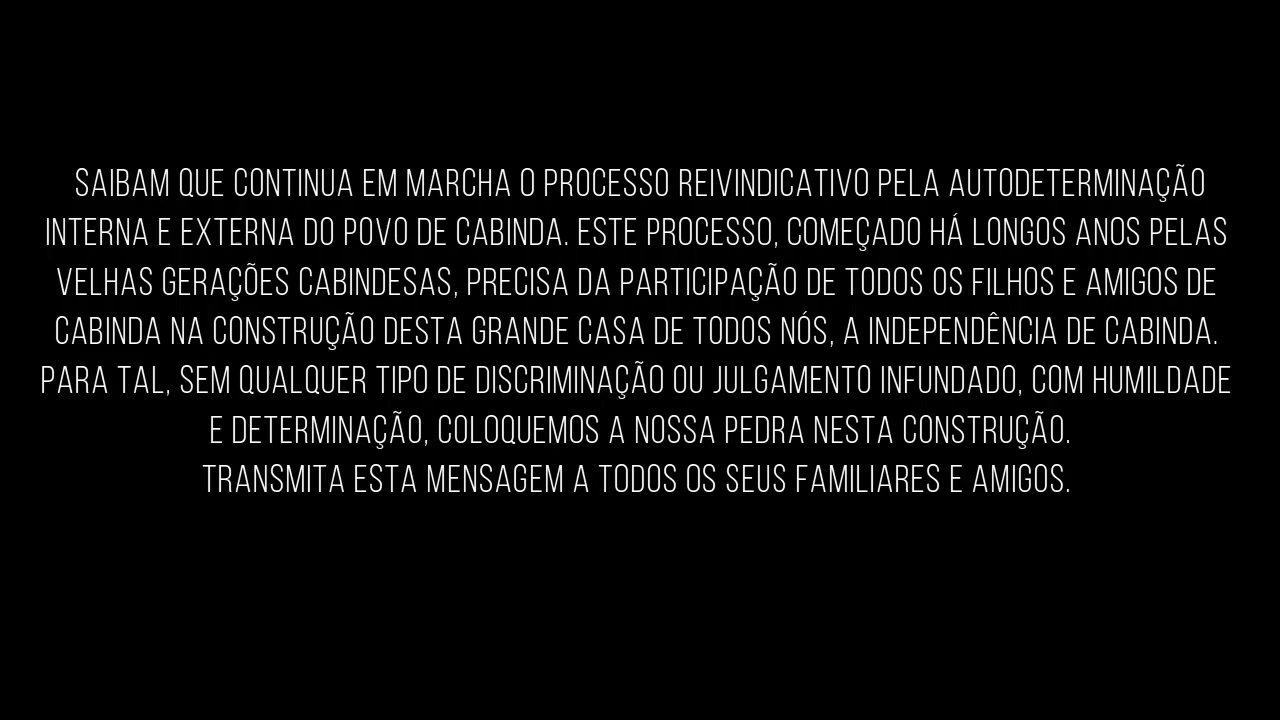 SAIBAM QUE CONTINUA EM MARCHA O PROCESSO REIVINDICATIVO PELA AUTODETERMINAÇÃO
INTERNA E EXTERNA DO POVO DE CABINDA. ESTE PROCESSO, COMEÇADO HÁ LONGOS ANOS PELAS
VELHAS GERAÇÕES CABINDESAS, PRECISA DA PARTICIPAÇÃO DE TODOS OS FILHOS E AMIGOS DE
CABINDA NA CONSTRUÇÃO DESTA GRANDE CASA DE TODOS NÓS, A INDEPENDÊNCIA DE CABINDA.
PARA TAL, SEM QUALQUER TIPO DE DISCRIMINAÇÃO OU JULGAMENTO INFUNDADO, COM HUMILDADE
E DETERMINAÇÃO, COLOQUEMOS A NOSSA PEDRA NESTA CONSTRUÇÃO.
TRANSMITA ESTA MENSAGEM A TODOS OS SEUS FAMILIARES E AMIGOS.